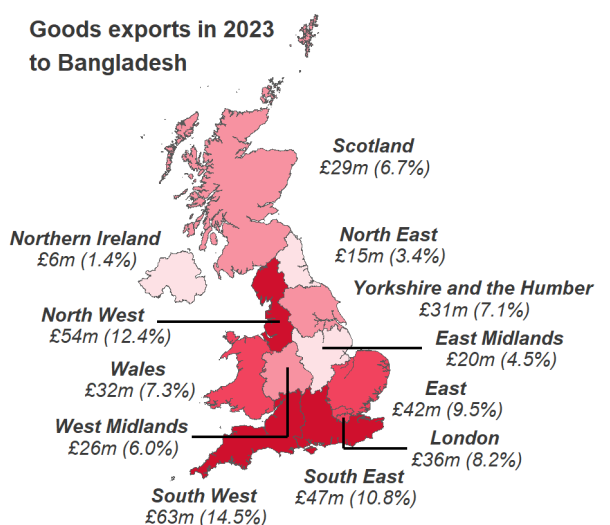 Goods exports in 2023
to Bangladesh
Scotland
£29m (6.7%)
Northern Ireland
£6m (1.4%)
North East
£15m (3.4%)
Yorkshire and the Humber
£31m (7.1%)
North West
£54m (12.4%)
East Midlands
£20m (4.5%)
Wales
£32m (7.3%)
East
£42m (9.5%)
West Midlands
£26m (6.0%)
London
£36m (8.2%)
South East
£47m (10.8%)
South West
£63m (14.5%)